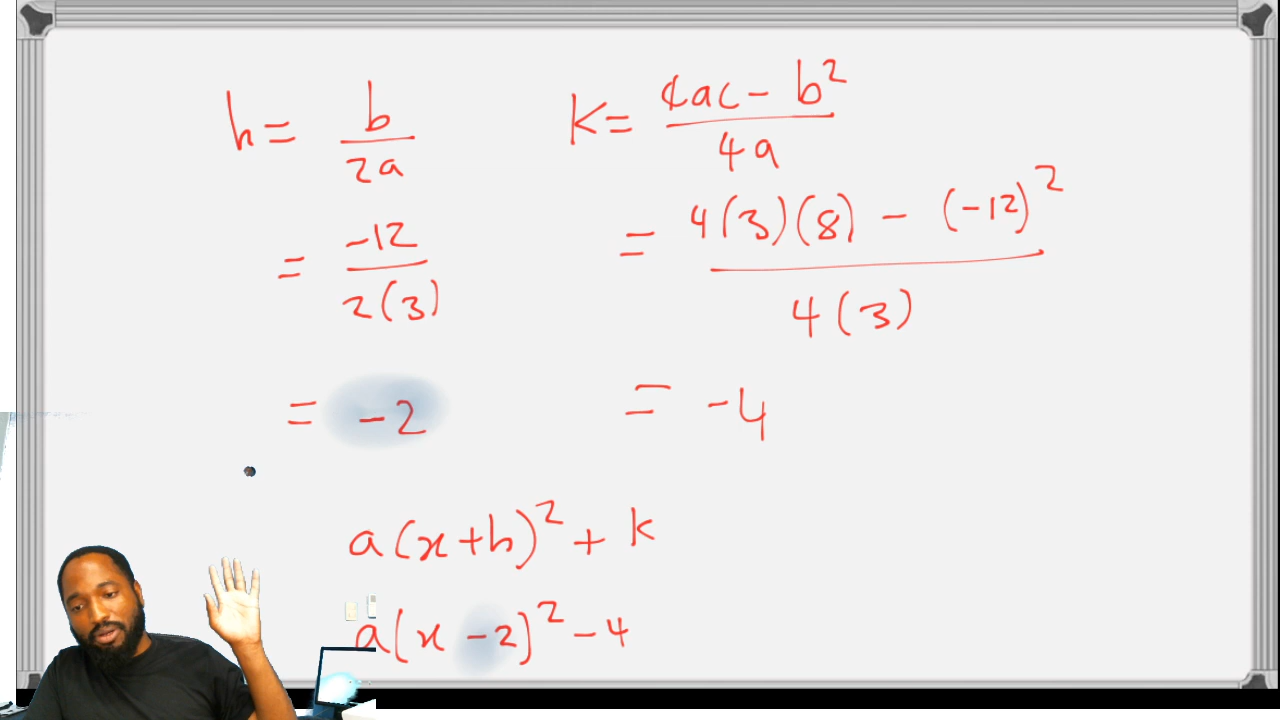 h = b/2a
= -12/2(3)
= -2
K = 4ac - b²/4a
= 4(3)(8) - (-12)²/4(3)
= -4
a(x+h)² + k
a(x-2)² - 4